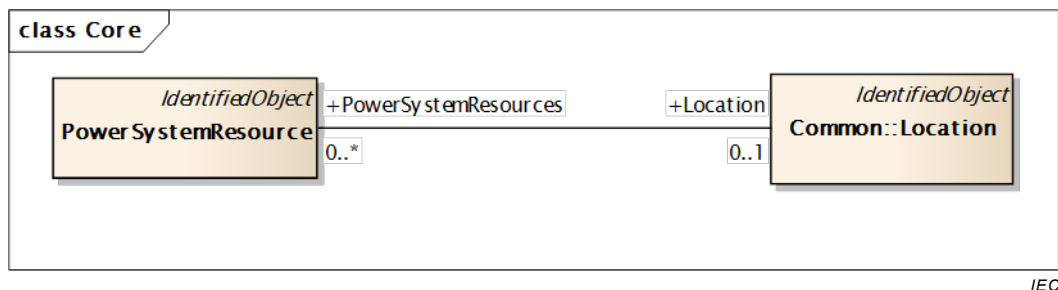 class Core
IdentifiedObject
PowerSystemResource
+PowerSystemResources
0..*
+Location
0..1
IdentifiedObject
Common::Location
IEC